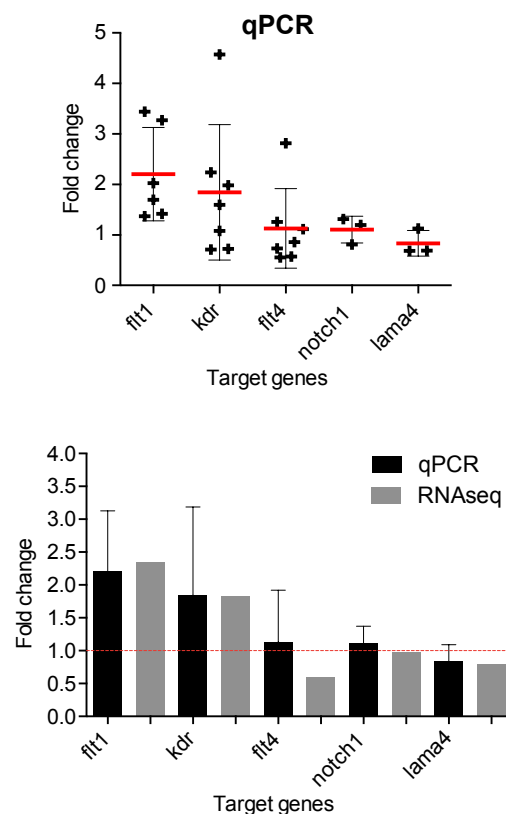 qPCR
5
4
3
2
1
0
Fold change
flt1
kdr
flt4
notch1
lama4
Target genes
4.0
3.5
3.0
2.5
2.0
1.5
1.0
0.5
0.0
Fold change
qPCR
RNAseq
flt1
kdr
flt4
notch1
lama4
Target genes